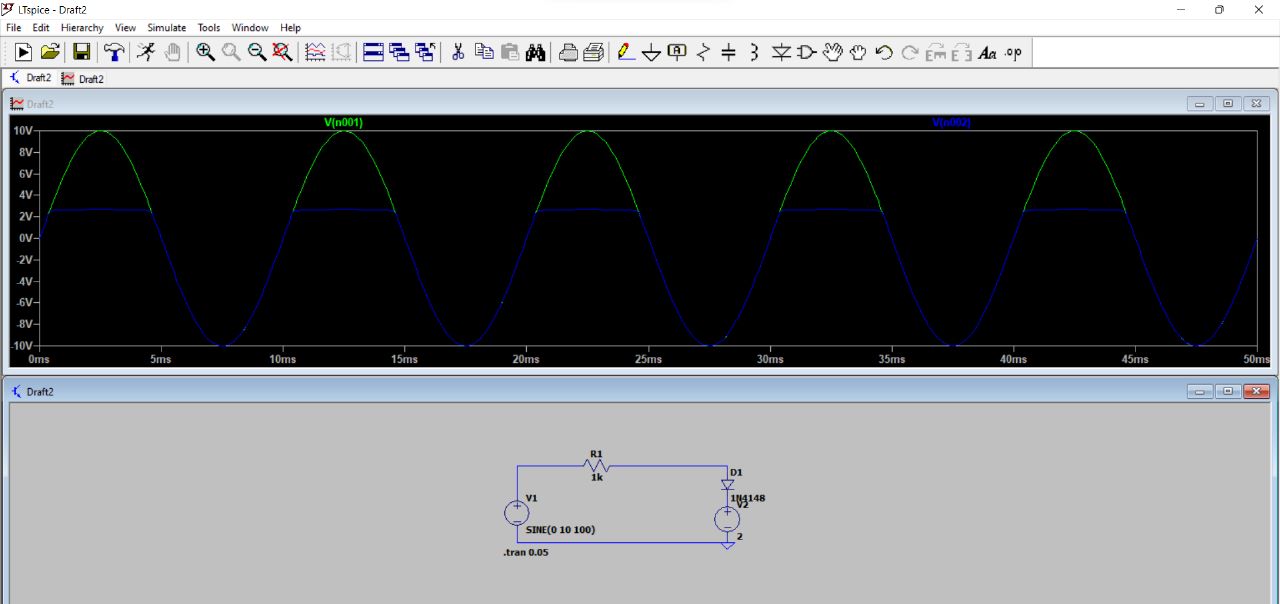 LTspice - Draft2
File Edit Hierarchy View Simulate Tools Window Help
Draft2 Draft2
Draft2
V(n001) V(n002)
10V
8V
6V
4V
2V
0V
-2V
-4V
-6V
-8V
-10V
0ms 5ms 10ms 15ms 20ms 25ms 30ms 35ms 40ms 45ms 50ms
Draft2
R1
1k
D1
1N4148
V1
V2
SINE(0 10 100)
2
.tran 0.05